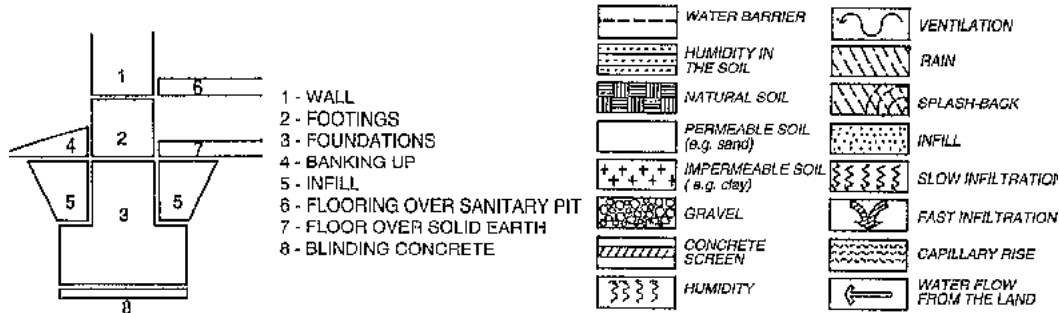 1
6
2
4
7
5
3
5
8
1 - WALL
2 - FOOTINGS
3 - FOUNDATIONS
4 - BANKING UP
5 - INFILL
6 - FLOORING OVER SANITARY PIT
7 - FLOOR OVER SOLID EARTH
8 - BLINDING CONCRETE
WATER BARRIER
HUMIDITY IN
THE SOIL
NATURAL SOIL
PERMEABLE SOIL
(e.g. sand)
IMPERMEABLE SOIL
( e.g. clay)
GRAVEL
CONCRETE
SCREEN
HUMIDITY
VENTILATION
RAIN
SPLASH-BACK
INFILL
SLOW INFILTRATION
FAST INFILTRATION
CAPILLARY RISE
WATER FLOW
FROM THE LAND